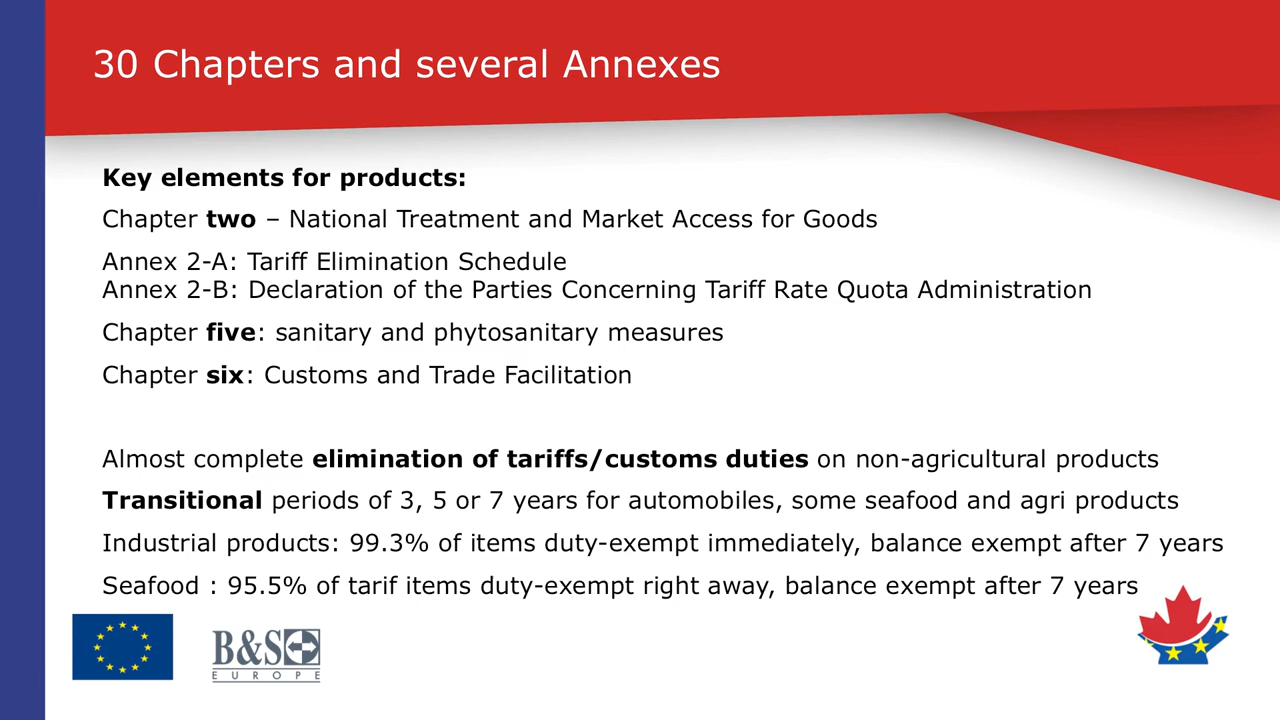 30 Chapters and several Annexes
Key elements for products:
Chapter two – National Treatment and Market Access for Goods
Annex 2-A: Tariff Elimination Schedule
Annex 2-B: Declaration of the Parties Concerning Tariff Rate Quota Administration
Chapter five: sanitary and phytosanitary measures
Chapter six: Customs and Trade Facilitation
Almost complete elimination of tariffs/customs duties on non-agricultural products
Transitional periods of 3, 5 or 7 years for automobiles, some seafood and agri products
Industrial products: 99.3% of items duty-exempt immediately, balance exempt after 7 years
Seafood : 95.5% of tarif items duty-exempt right away, balance exempt after 7 years
B&S
EUROPE